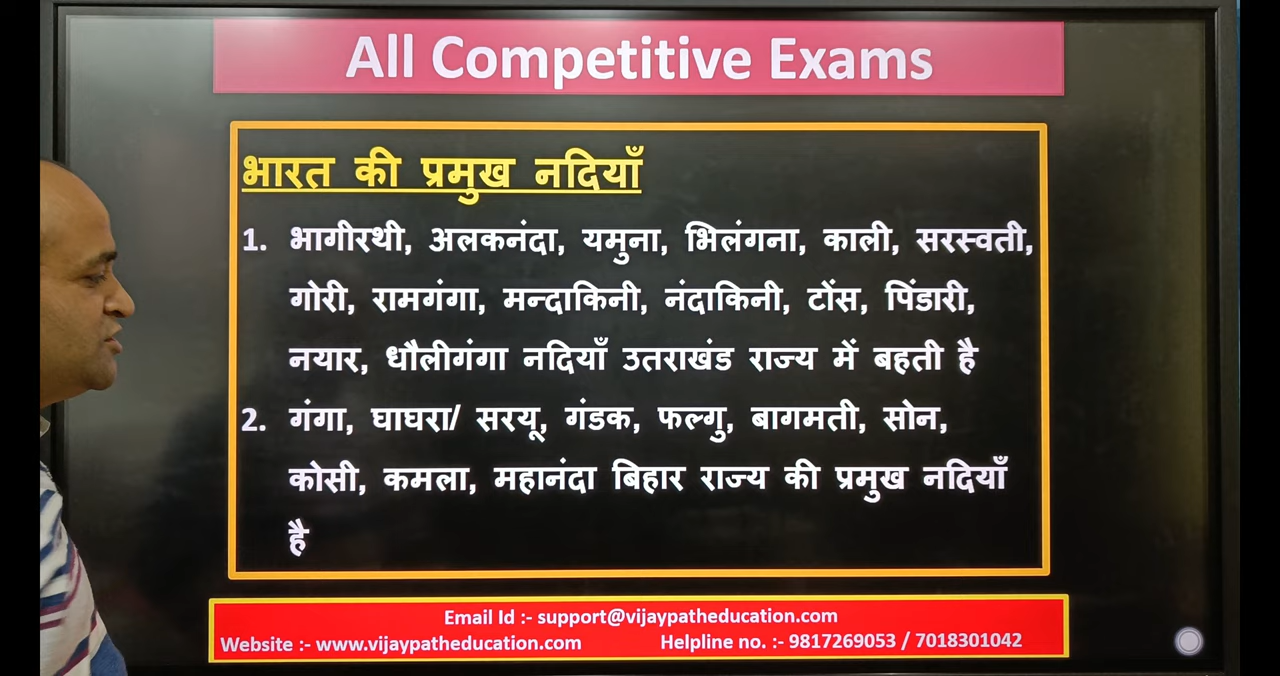 All Competitive Exams
भारत की प्रमुख नदियाँ
1. भागीरथी, अलकनंदा, यमुना, भिलंगना, काली, सरस्वती,
गोरी, रामगंगा, मन्दाकिनी, नंदाकिनी, टोंस, पिंडारी,
नयार, धौलीगंगा नदियाँ उतराखंड राज्य में बहती है
2. गंगा, घाघरा/ सरयू, गंडक, फल्गु, बागमती, सोन,
कोसी, कमला, महानंदा बिहार राज्य की प्रमुख नदियाँ
है
Email Id :- support@vijaypatheducation.com
Website :- www.vijaypatheducation.com Helpline no. :- 9817269053 / 7018301042